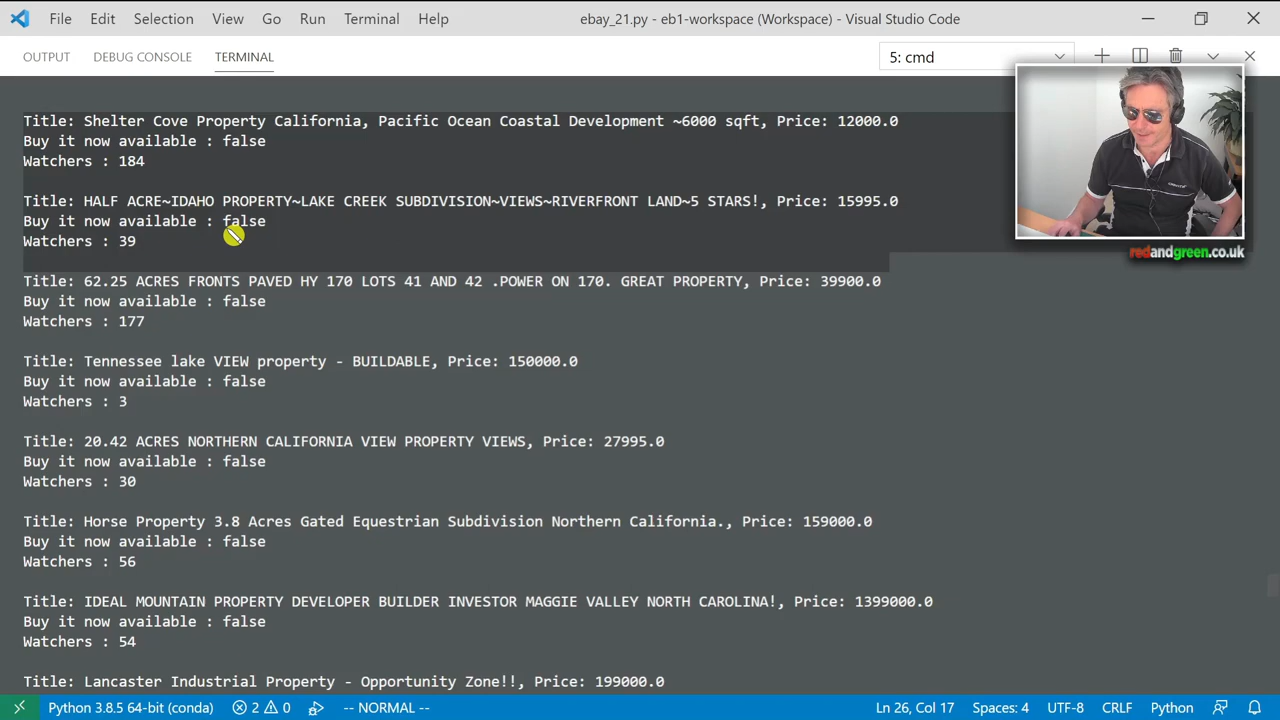 File Edit Selection View Go Run Terminal Help ebay_21.py - eb1-workspace (Workspace) - Visual Studio Code
OUTPUT DEBUG CONSOLE TERMINAL 5: cmd
Title: Shelter Cove Property California, Pacific Ocean Coastal Development ~6000 sqft, Price: 12000.0
Buy it now available : false
Watchers : 184
Title: HALF ACRE~IDAHO PROPERTY~LAKE CREEK SUBDIVISION~VIEWS~RIVERFRONT LAND~5 STARS!, Price: 15995.0
Buy it now available : false
Watchers : 39
redandgreen.co.uk
Title: 62.25 ACRES FRONTS PAVED HY 170 LOTS 41 AND 42 .POWER ON 170. GREAT PROPERTY, Price: 39900.0
Buy it now available : false
Watchers : 177
Title: Tennessee lake VIEW property - BUILDABLE, Price: 150000.0
Buy it now available : false
Watchers : 3
Title: 20.42 ACRES NORTHERN CALIFORNIA VIEW PROPERTY VIEWS, Price: 27995.0
Buy it now available : false
Watchers : 30
Title: Horse Property 3.8 Acres Gated Equestrian Subdivision Northern California., Price: 159000.0
Buy it now available : false
Watchers : 56
Title: IDEAL MOUNTAIN PROPERTY DEVELOPER BUILDER INVESTOR MAGGIE VALLEY NORTH CAROLINA!, Price: 1399000.0
Buy it now available : false
Watchers : 54
Title: Lancaster Industrial Property - Opportunity Zone!!, Price: 199000.0
Python 3.8.5 64-bit (conda) 2 0 -- NORMAL -- Ln 26, Col 17 Spaces: 4 UTF-8 CRLF Python